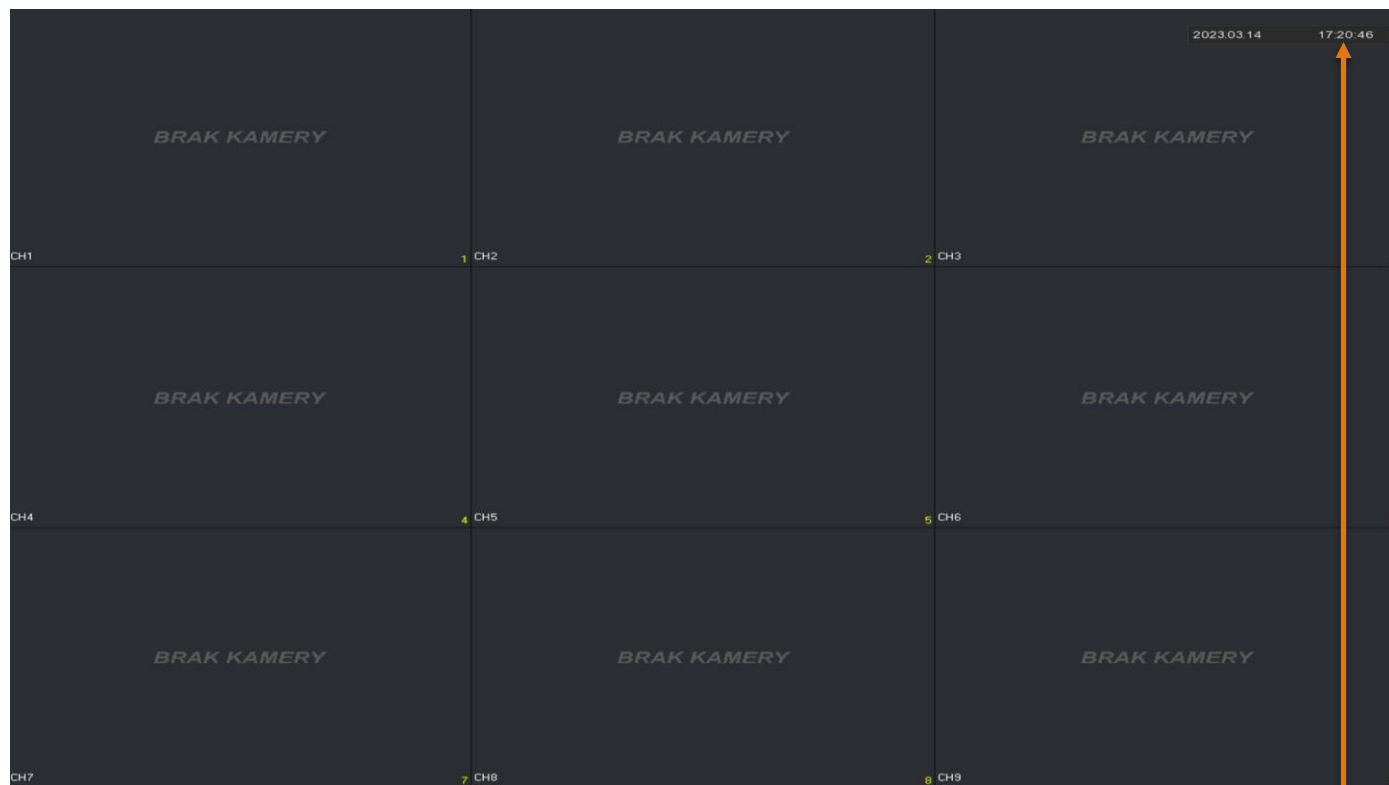 2023.03.14 17:20:46
BRAK KAMERY BRAK KAMERY BRAK KAMERY
CH1 1 CH2 2 CH3
BRAK KAMERY BRAK KAMERY BRAK KAMERY
CH4 4 CH5 5 CH6
BRAK KAMERY BRAK KAMERY BRAK KAMERY
CH7 7 CH8 8 CH9